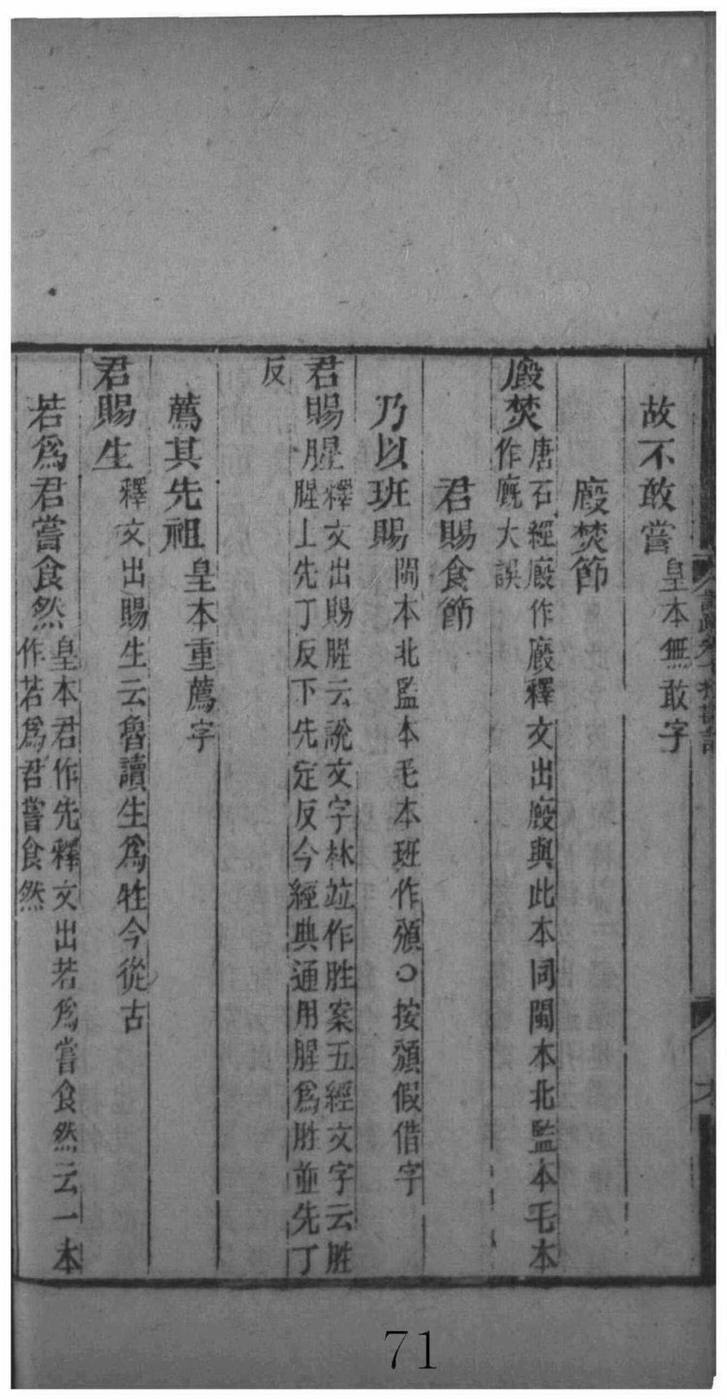 故不敢嘗皇本無敢字
廄焚節
廄焚唐石經廄作廏釋文出廄與此本同閩本北監本毛本
作廐大誤
君賜食節
乃以班賜閩本北監本毛本班作頒○按頒假借字
君賜腥釋文出賜腥云說文字林竝作胜案五經文字云胜
腥上先丁反下先定反今經典通用腥爲胜並先丁
反
薦其先祖皇本重薦字
君賜生釋文出賜生云魯讀生爲牲今從古
若爲君嘗食然皇本君作先釋文出若爲嘗食然云一本
作若爲君嘗食然
71